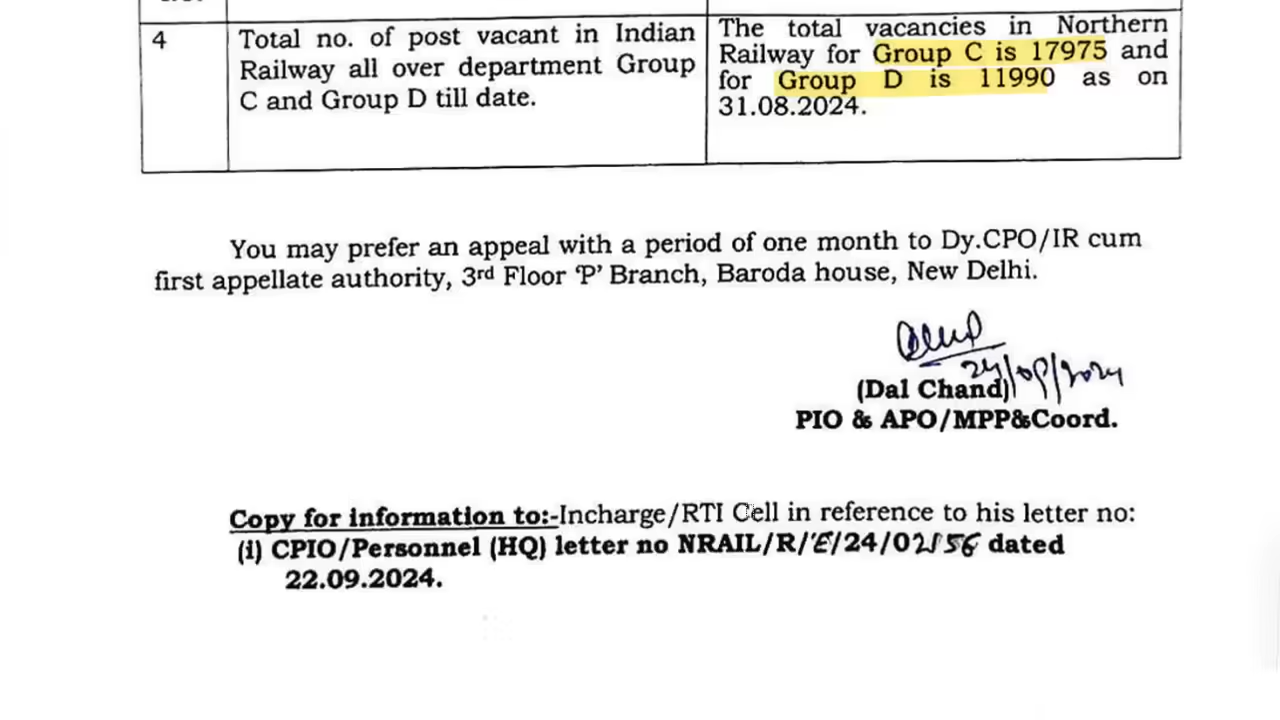 4
Total no. of post vacant in Indian
Railway all over department Group
C and Group D till date.
The total vacancies in Northern
Railway for Group C is 17975 and
for Group D is 11990 as on
31.08.2024.
You may prefer an appeal with a period of one month to Dy.CPO/IR cum
first appellate authority, 3rd Floor ‘P’ Branch, Baroda house, New Delhi.
24/09/2024
(Dal Chand)
PIO & APO/MPP&Coord.
Copy for information to:-Incharge/RTI Cell in reference to his letter no:
(i) CPIO/Personnel (HQ) letter no NRAIL/R/E/24/02156 dated
22.09.2024.